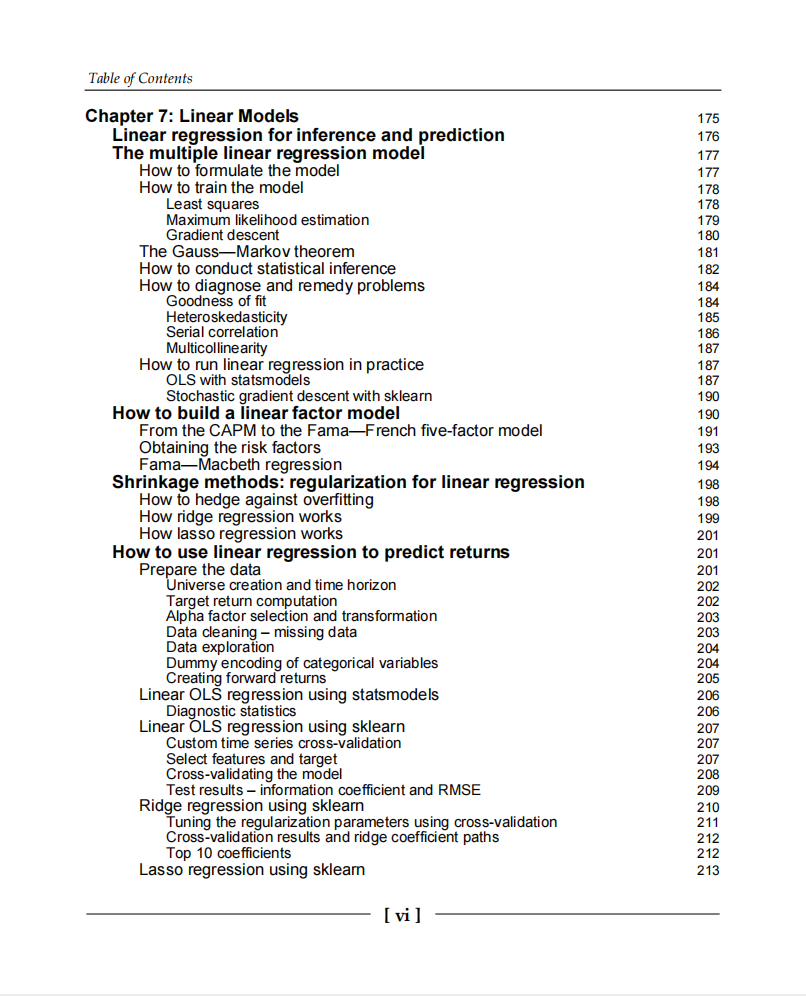 Table of Contents
Chapter 7: Linear Models 175
Linear regression for inference and prediction 176
The multiple linear regression model 177
How to formulate the model 177
How to train the model 178
Least squares 178
Maximum likelihood estimation 179
Gradient descent 180
The Gauss—Markov theorem 181
How to conduct statistical inference 182
How to diagnose and remedy problems 184
Goodness of fit 184
Heteroskedasticity 185
Serial correlation 186
Multicollinearity 187
How to run linear regression in practice 187
OLS with statsmodels 187
Stochastic gradient descent with sklearn 190
How to build a linear factor model 190
From the CAPM to the Fama—French five-factor model 191
Obtaining the risk factors 193
Fama—Macbeth regression 194
Shrinkage methods: regularization for linear regression 198
How to hedge against overfitting 198
How ridge regression works 199
How lasso regression works 201
How to use linear regression to predict returns 201
Prepare the data 201
Universe creation and time horizon 202
Target return computation 202
Alpha factor selection and transformation 203
Data cleaning – missing data 203
Data exploration 204
Dummy encoding of categorical variables 204
Creating forward returns 205
Linear OLS regression using statsmodels 206
Diagnostic statistics 206
Linear OLS regression using sklearn 207
Custom time series cross-validation 207
Select features and target 207
Cross-validating the model 208
Test results – information coefficient and RMSE 209
Ridge regression using sklearn 210
Tuning the regularization parameters using cross-validation 211
Cross-validation results and ridge coefficient paths 212
Top 10 coefficients 212
Lasso regression using sklearn 213
[ vi ]